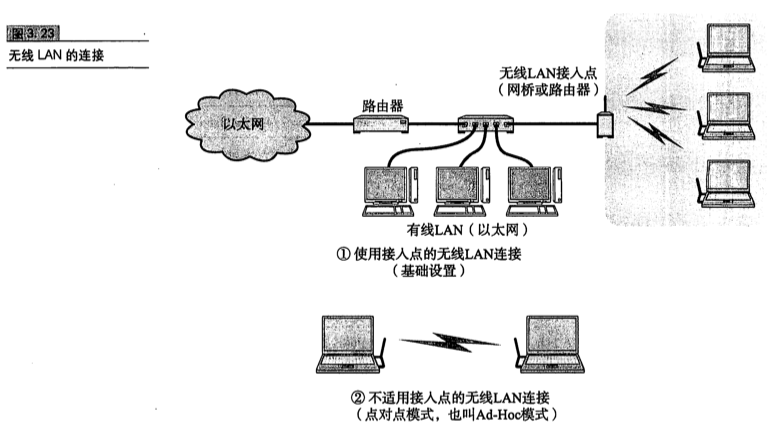 图 3.23
无线 LAN 的连接
无线LAN接入点
（网桥或路由器）
路由器
以太网
有线LAN（以太网）
① 使用接入点的无线LAN连接
（基础设置）
② 不适用接入点的无线LAN连接
（点对点模式，也叫Ad-Hoc模式）